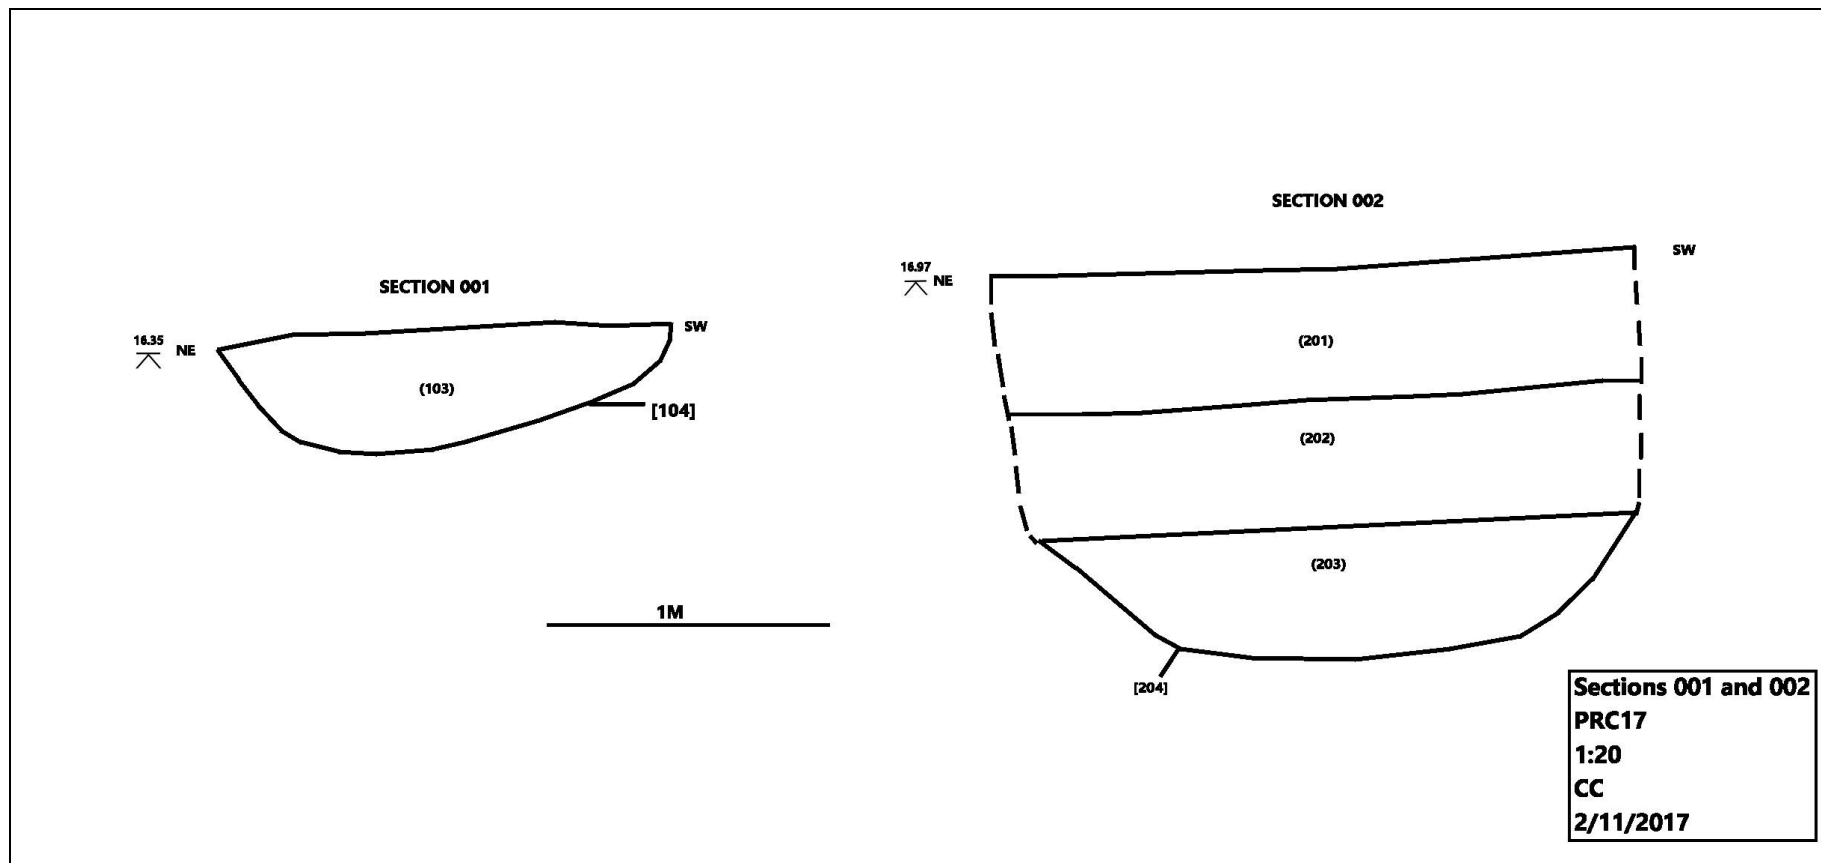 SECTION 001
16.35
NE
SW
(103)
[104]
1M
SECTION 002
16.97
NE
SW
(201)
(202)
(203)
[204]
Sections 001 and 002
PRC17
1:20
CC
2/11/2017